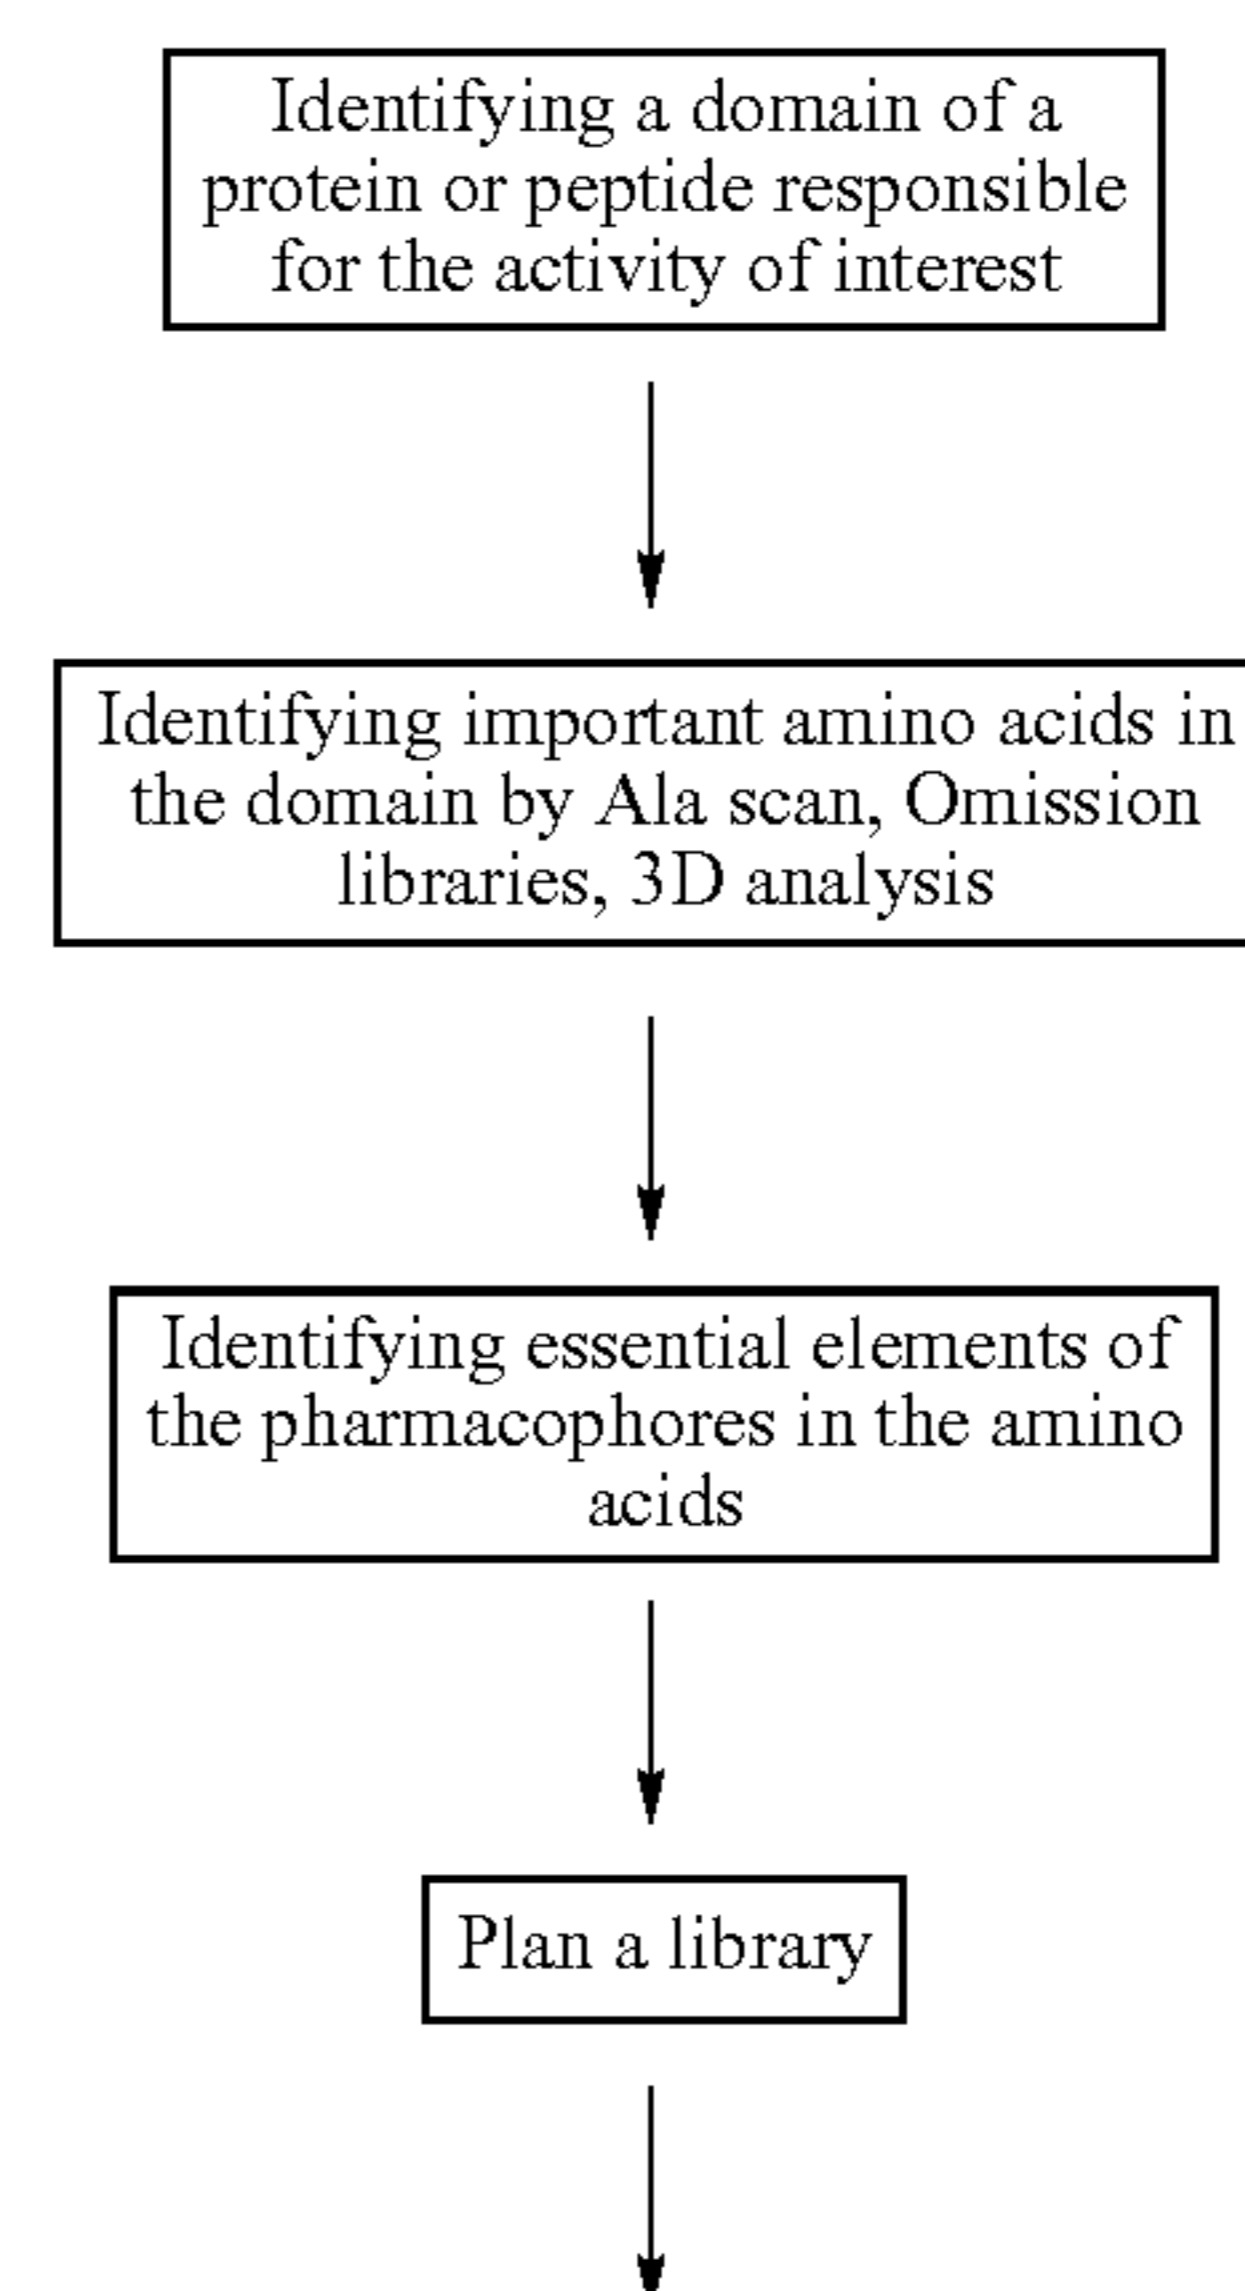 Identifying a domain of a
protein or peptide responsible
for the activity of interest
Identifying important amino acids in
the domain by Ala scan, Omission
libraries, 3D analysis
Identifying essential elements of
the pharmacophores in the amino
acids
Plan a library